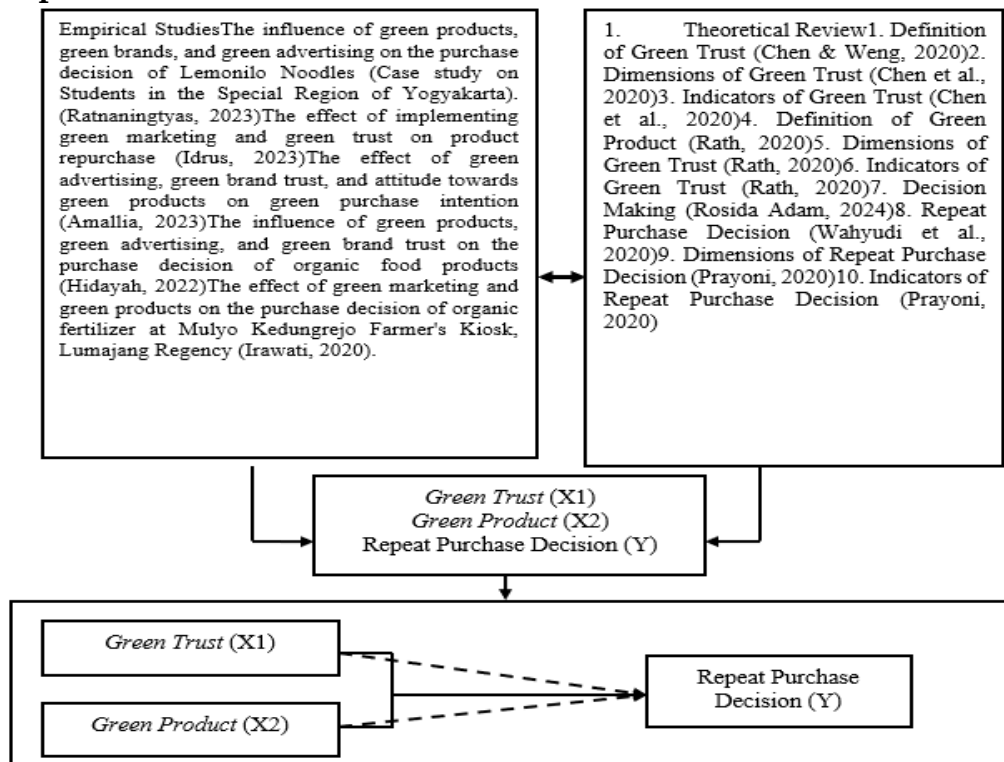 Empirical StudiesThe influence of green products,
green brands, and green advertising on the purchase
decision of Lemonilo Noodles (Case study on
Students in the Special Region of Yogyakarta).
(Ratnaningtyas, 2023)The effect of implementing
green marketing and green trust on product
repurchase (Idrus, 2023)The effect of green
advertising, green brand trust, and attitude towards
green products on green purchase intention
(Amallia, 2023)The influence of green products,
green advertising, and green brand trust on the
purchase decision of organic food products
(Hidayah, 2022)The effect of green marketing and
green products on the purchase decision of organic
fertilizer at Mulyo Kedungrejo Farmer's Kiosk,
Lumajang Regency (Irawati, 2020).
1. Theoretical Review1. Definition
of Green Trust (Chen & Weng, 2020)2.
Dimensions of Green Trust (Chen et al.,
2020)3. Indicators of Green Trust (Chen
et al., 2020)4. Definition of Green
Product (Rath, 2020)5. Dimensions of
Green Trust (Rath, 2020)6. Indicators of
Green Trust (Rath, 2020)7. Decision
Making (Rosida Adam, 2024)8. Repeat
Purchase Decision (Wahyudi et al.,
2020)9. Dimensions of Repeat Purchase
Decision (Prayoni, 2020)10. Indicators of
Repeat Purchase Decision (Prayoni,
2020)
Green Trust (X1)
Green Product (X2)
Repeat Purchase Decision (Y)
Green Trust (X1)
Green Product (X2)
Repeat Purchase
Decision (Y)